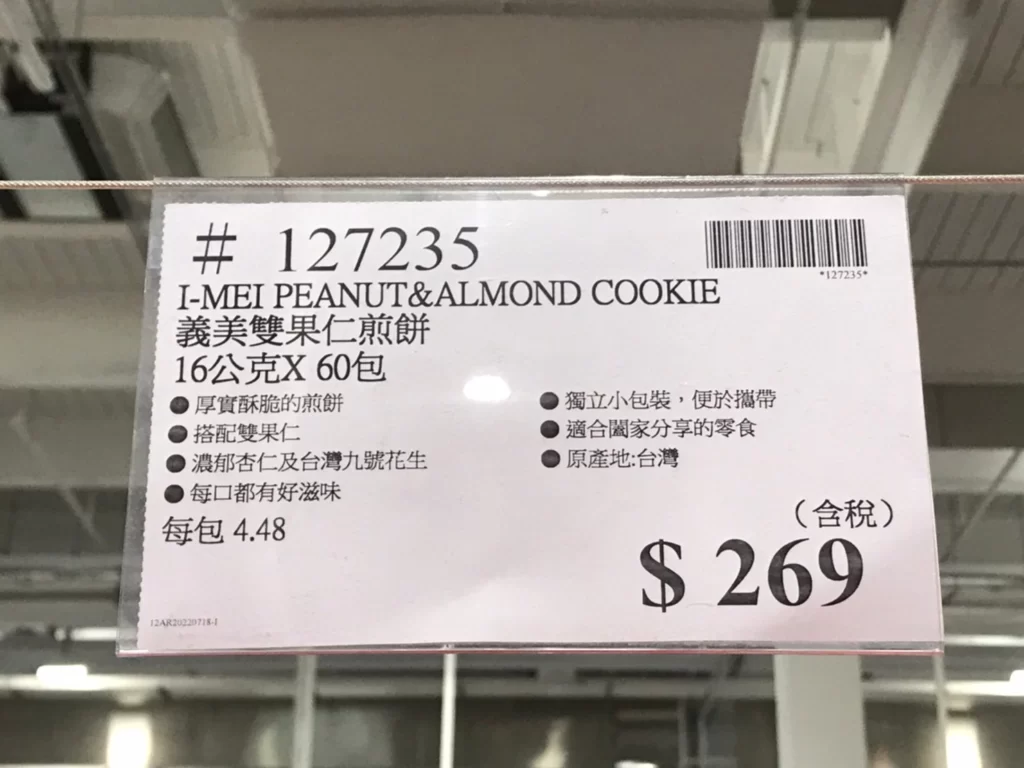 # 127235
*127235*
I-MEI PEANUT&ALMOND COOKIE
義美雙果仁煎餅
16公克X 60包
●厚實酥脆的煎餅
●搭配雙果仁
●濃郁杏仁及台灣九號花生
●每口都有好滋味
●獨立小包裝，便於攜帶
●適合闔家分享的零食
●原產地:台灣
每包 4.48
（含稅）
$ 269
12AR20220718-1